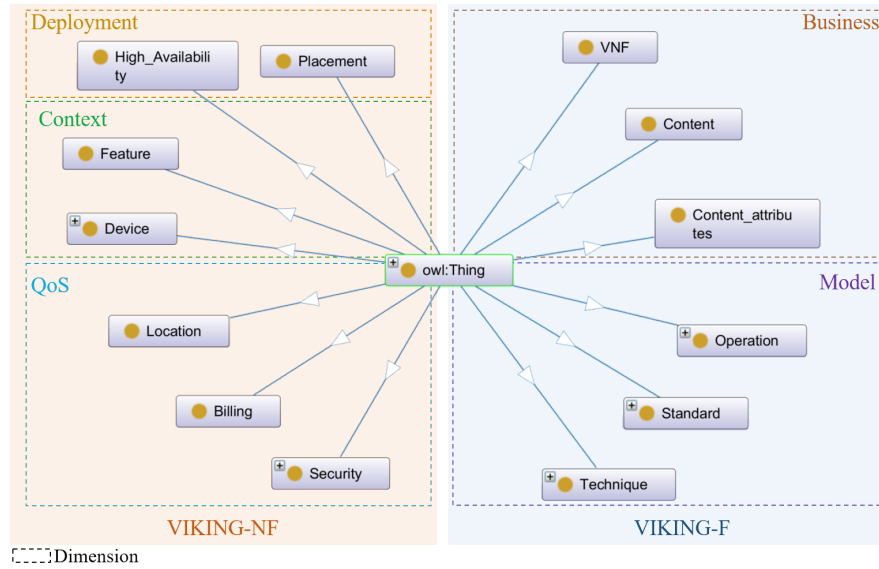 Deployment
High_Availabili
ty
Placement
Context
Feature
Device
QoS
Location
Billing
Security
VIKING-NF
owl:Thing
Business
VNF
Content
Content_attribu
tes
Model
Operation
Standard
Technique
VIKING-F
Dimension